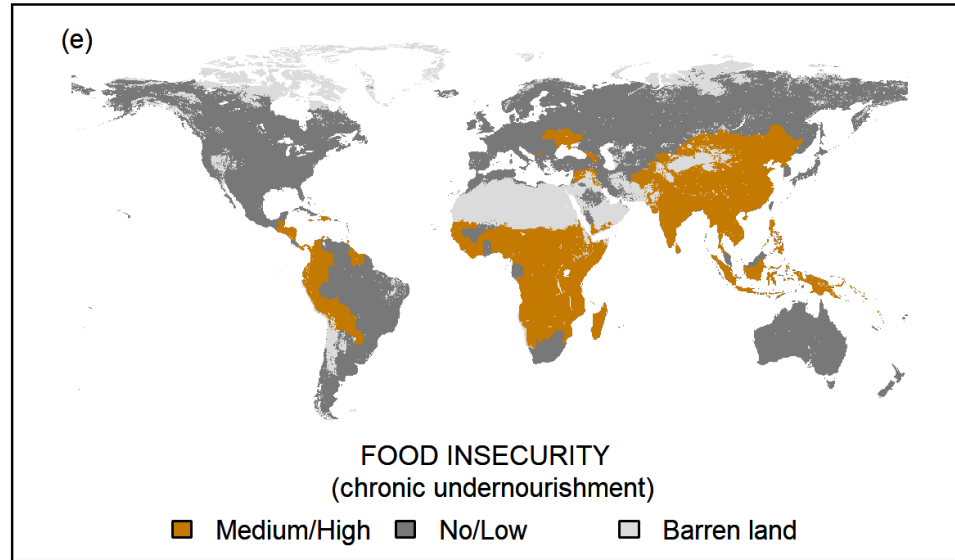 (e)
FOOD INSECURITY
(chronic undernourishment)
Medium/High No/Low Barren land